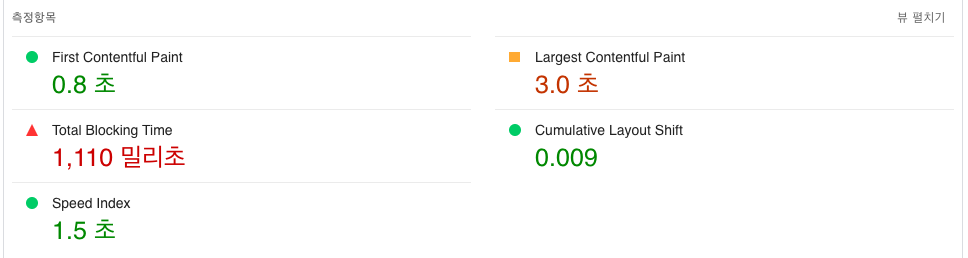 측정항목
뷰 펼치기
First Contentful Paint
0.8 초
Largest Contentful Paint
3.0 초
Total Blocking Time
1,110 밀리초
Cumulative Layout Shift
0.009
Speed Index
1.5 초